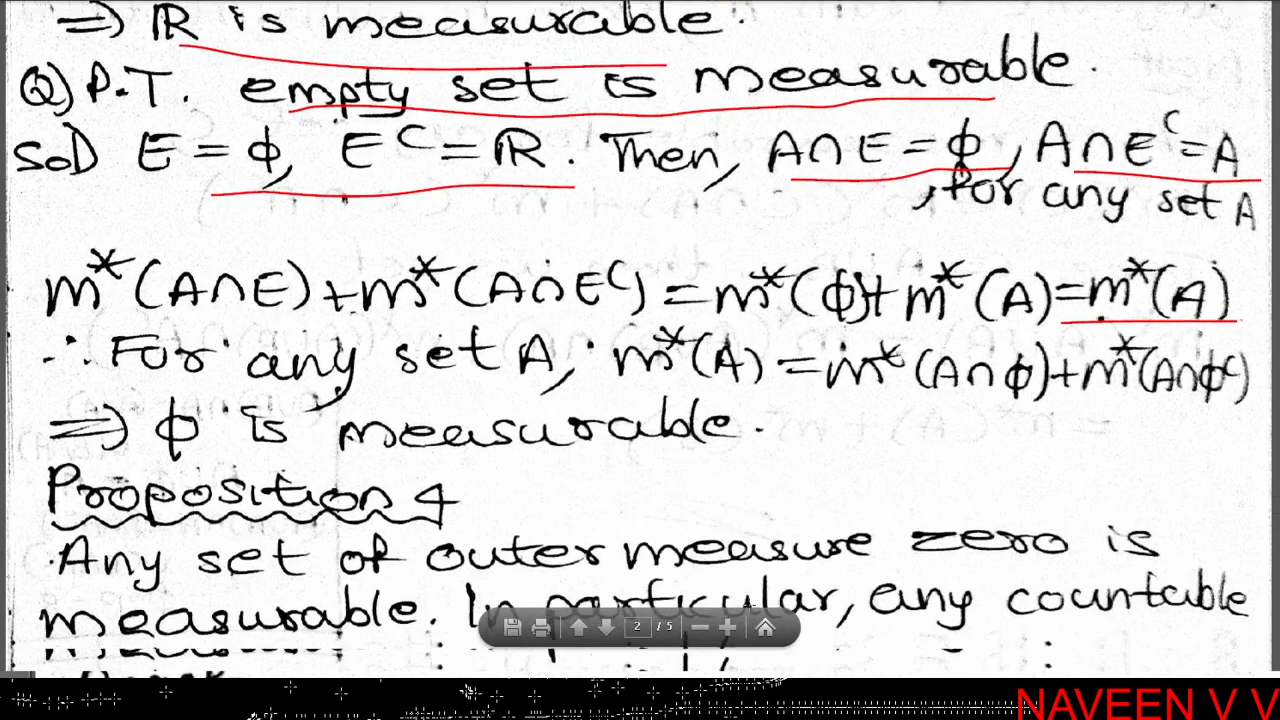 ⇒ ℝ is measurable.
Q) P.T. empty set is measurable.
Sol) E = ϕ, E^C = ℝ. Then, A∩E = ϕ, A∩E^C = A
, for any set A
m*(A∩E) + m*(A∩E^C) = m*(ϕ) + m*(A) = m*(A)
∴ For any set A, m*(A) = m*(A∩ϕ) + m*(A∩ϕ^C)
⇒ ϕ is measurable.
Proposition 4
Any set of outer measure zero is
measurable. In particular, any countable
2 / 5
NAVEEN V V